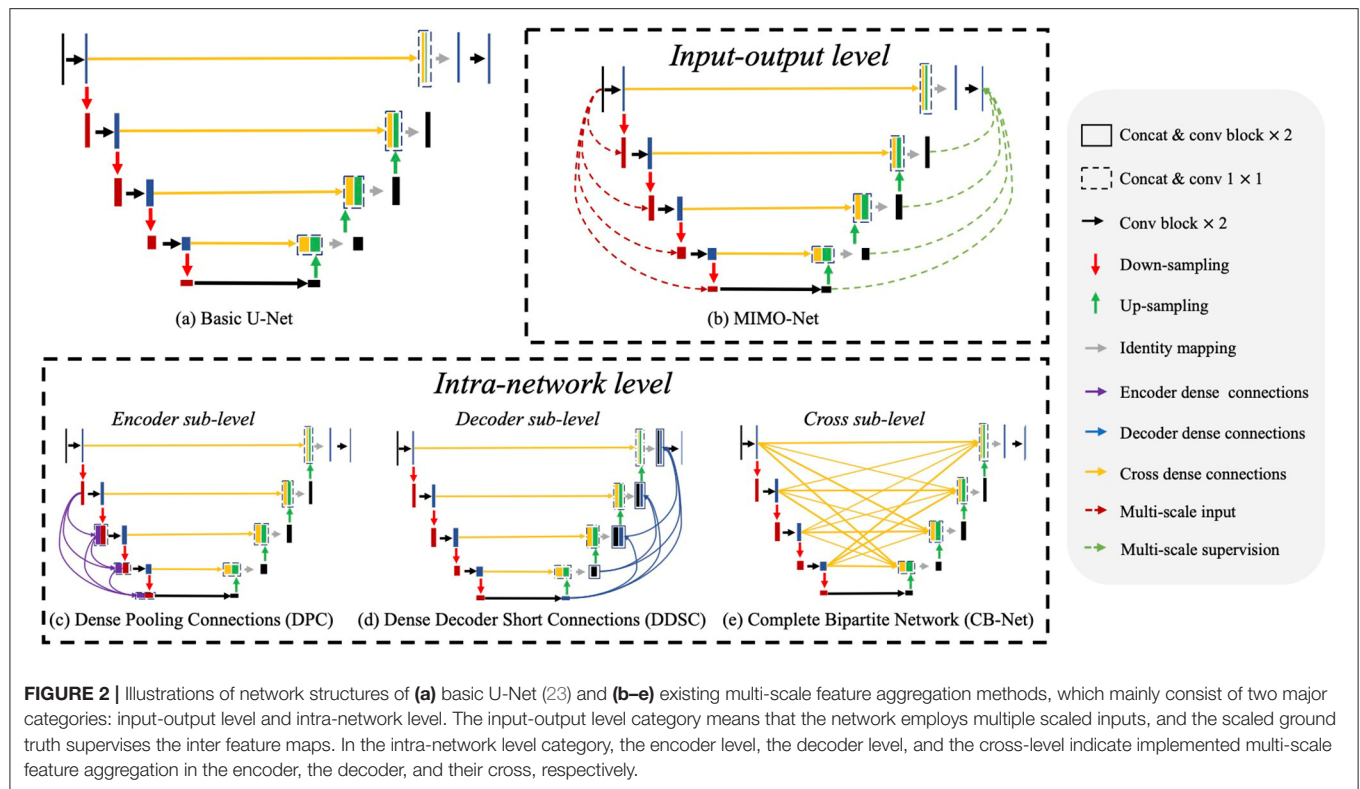 Input-output level
(a) Basic U-Net
(b) MIMO-Net
Concat & conv block × 2
Concat & conv 1 × 1
Conv block × 2
Down-sampling
Up-sampling
Identity mapping
Encoder dense  connections
Decoder dense connections
Cross dense connections
Multi-scale input
Multi-scale supervision
Intra-network level
Encoder sub-level
Decoder sub-level
Cross sub-level
(c) Dense Pooling Connections (DPC)
(d) Dense Decoder Short Connections (DDSC)
(e) Complete Bipartite Network (CB-Net)
FIGURE 2 | Illustrations of network structures of (a) basic U-Net (23) and (b–e) existing multi-scale feature aggregation methods, which mainly consist of two major
categories: input-output level and intra-network level. The input-output level category means that the network employs multiple scaled inputs, and the scaled ground
truth supervises the inter feature maps. In the intra-network level category, the encoder level, the decoder level, and the cross-level indicate implemented multi-scale
feature aggregation in the encoder, the decoder, and their cross, respectively.